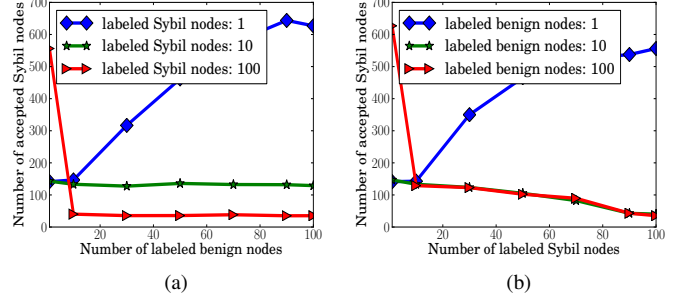 700
600
500
400
300
200
100
0
Number of accepted Sybil nodes
labeled Sybil nodes: 1
labeled Sybil nodes: 10
labeled Sybil nodes: 100
20 40 60 80 100
Number of labeled benign nodes
(a)
700
600
500
400
300
200
100
0
Number of accepted Sybil nodes
labeled benign nodes: 1
labeled benign nodes: 10
labeled benign nodes: 100
20 40 60 80 100
Number of labeled Sybil nodes
(b)